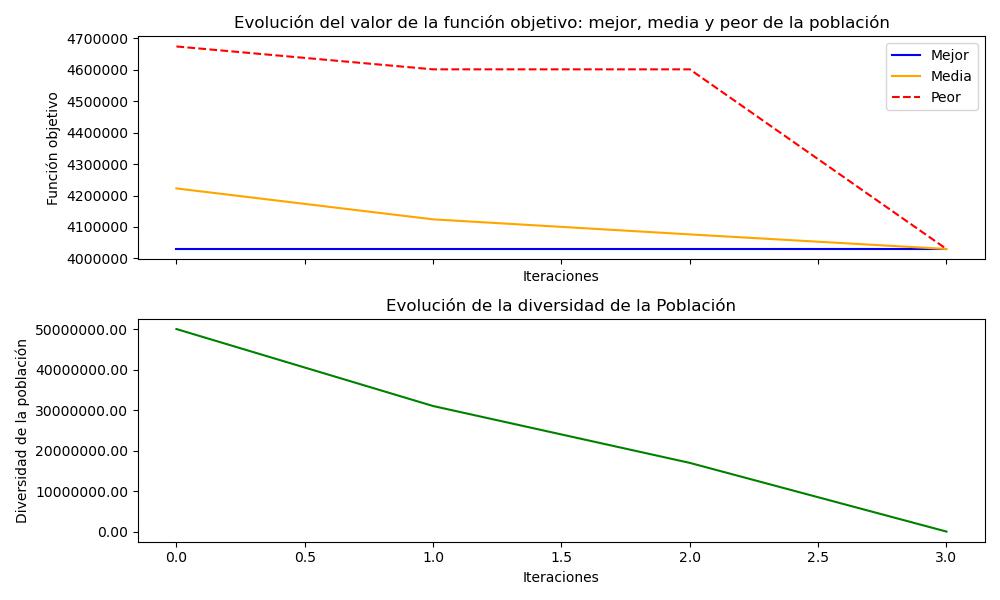 Evolución del valor de la función objetivo: mejor, media y peor de la población
4700000
4600000
4500000
4400000
4300000
4200000
4100000
4000000
Función objetivo
Mejor
Media
Peor
Iteraciones
Evolución de la diversidad de la Población
50000000.00
40000000.00
30000000.00
20000000.00
10000000.00
0.00
Diversidad de la población
0.0 0.5 1.0 1.5 2.0 2.5 3.0
Iteraciones